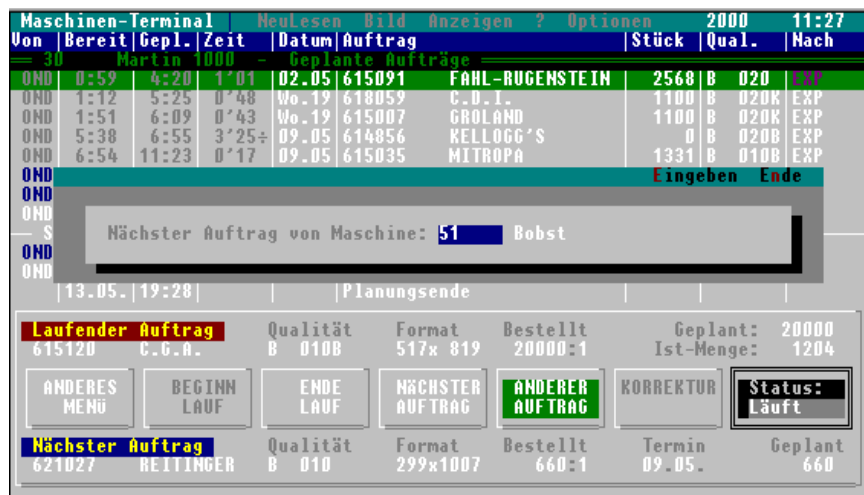 Maschinen-Terminal NeuLesen Bild Anzeigen ? Optionen 2000 11:27
Von |Bereit|Gepl.|Zeit |Datum|Auftrag |Stück |Qual. |Nach
30 Martin 1000 - Geplante Aufträge
OND| 0:59 | 4:20| 1'01 |02.05|615091 FAHL-RUGENSTEIN | 2568|B 020 |EXP
OND| 1:12 | 5:25| 0'48 |Wo.19|618059 C.D.I. | 1100|B 020K|EXP
OND| 1:51 | 6:09| 0'43 |Wo.19|615007 GROLAND | 1100|B 020K|EXP
OND| 5:38 | 6:55| 3'25÷|09.05|614856 KELLOGG'S | 0|B 020B|EXP
OND| 6:54 |11:23| 0'17 |09.05|615035 MITROPA | 1331|B 010B|EXP
OND Eingeben Ende
OND
OND
S
Nächster Auftrag von Maschine: 51 Bobst
OND
OND
|13.05.|19:28| | |Planungsende | | |
Laufender Auftrag Qualität Format Bestellt Geplant: 20000
615120 C.G.A. B 010B 517x 819 20000:1 Ist-Menge: 1204
ANDERES MENÜ
BEGINN LAUF
ENDE LAUF
NÄCHSTER AUFTRAG
ANDERER AUFTRAG
KORREKTUR
Status: Läuft
Nächster Auftrag Qualität Format Bestellt Termin Geplant
621027 REITINGER B 010 299x1007 660:1 09.05. 660